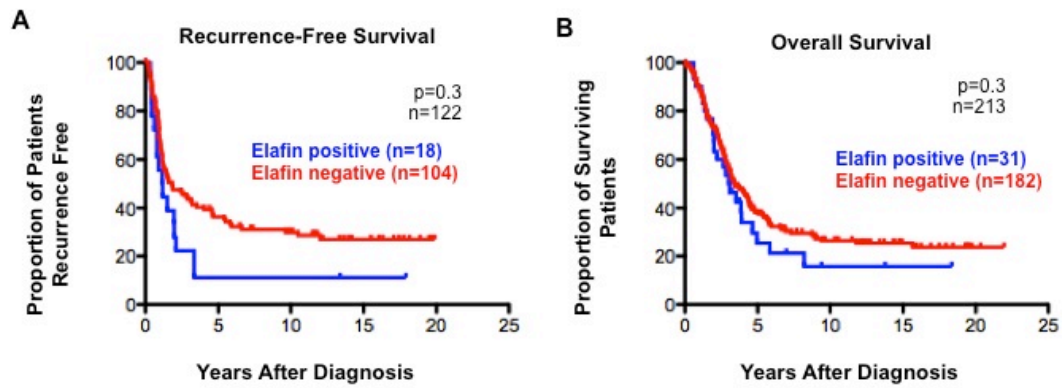 A
Recurrence-Free Survival
Proportion of Patients
Recurrence Free
100
80
60
40
20
0
p=0.3
n=122
Elafin positive (n=18)
Elafin negative (n=104)
0 5 10 15 20 25
Years After Diagnosis
B
Overall Survival
Proportion of Surviving
Patients
100
80
60
40
20
0
p=0.3
n=213
Elafin positive (n=31)
Elafin negative (n=182)
0 5 10 15 20 25
Years After Diagnosis